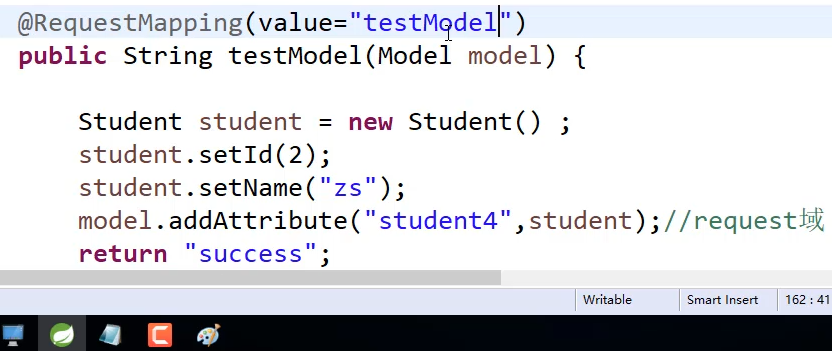 @RequestMapping(value="testModel")
public String testModel(Model model) {
Student student = new Student() ;
student.setId(2);
student.setName("zs");
model.addAttribute("student4",student);//request域
return "success";
Writable Smart Insert 162 : 41